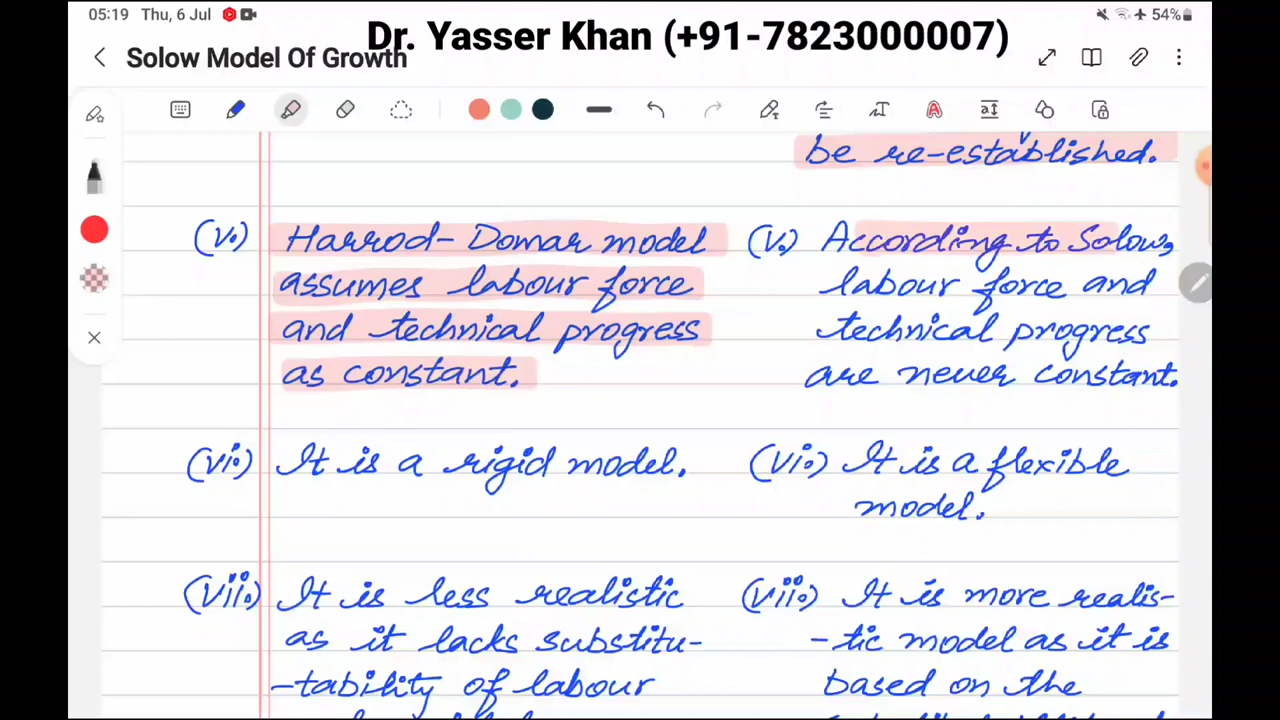 05:19 Thu, 6 Jul
54%
Dr. Yasser Khan (+91-7823000007)
Solow Model Of Growth
be re-established.
(v.) Harrod-Domar model
assumes labour force
and technical progress
as constant.
(v.) According to Solow,
labour force and
technical progress
are never constant.
(vi.) It is a rigid model.
(vi.) It is a flexible
model.
(vii.) It is less realistic
as it lacks substitu-
-tability of labour
(vii.) It is more realis-
-tic model as it is
based on the